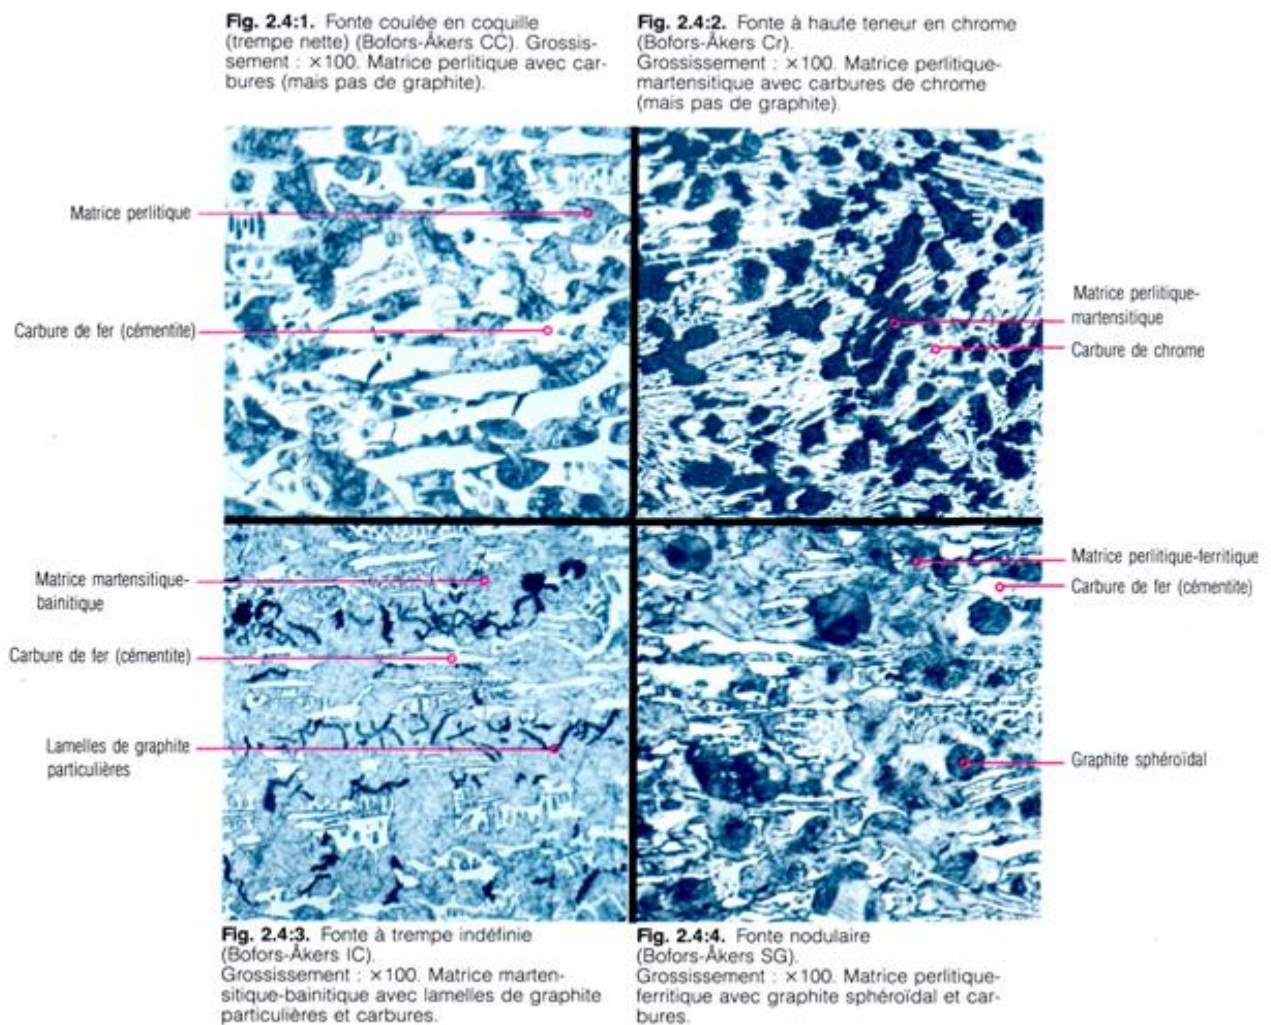 Fig. 2.4:1. Fonte coulée en coquille
(trempe nette) (Bofors-Åkers CC). Grossis-
sement : ×100. Matrice perlitique avec car-
bures (mais pas de graphite).
Fig. 2.4:2. Fonte à haute teneur en chrome
(Bofors-Åkers Cr).
Grossissement : ×100. Matrice perlitique-
martensitique avec carbures de chrome
(mais pas de graphite).
Matrice perlitique
Carbure de fer (cémentite)
Matrice perlitique-
martensitique
Carbure de chrome
Matrice martensitique-
bainitique
Carbure de fer (cémentite)
Lamelles de graphite
particulières
Matrice perlitique-ferritique
Carbure de fer (cémentite)
Graphite sphéroïdal
Fig. 2.4:3. Fonte à trempe indéfinie
(Bofors-Åkers IC).
Grossissement : ×100. Matrice marten-
sitique-bainitique avec lamelles de graphite
particulières et carbures.
Fig. 2.4:4. Fonte nodulaire
(Bofors-Åkers SG).
Grossissement : ×100. Matrice perlitique-
ferritique avec graphite sphéroïdal et car-
bures.